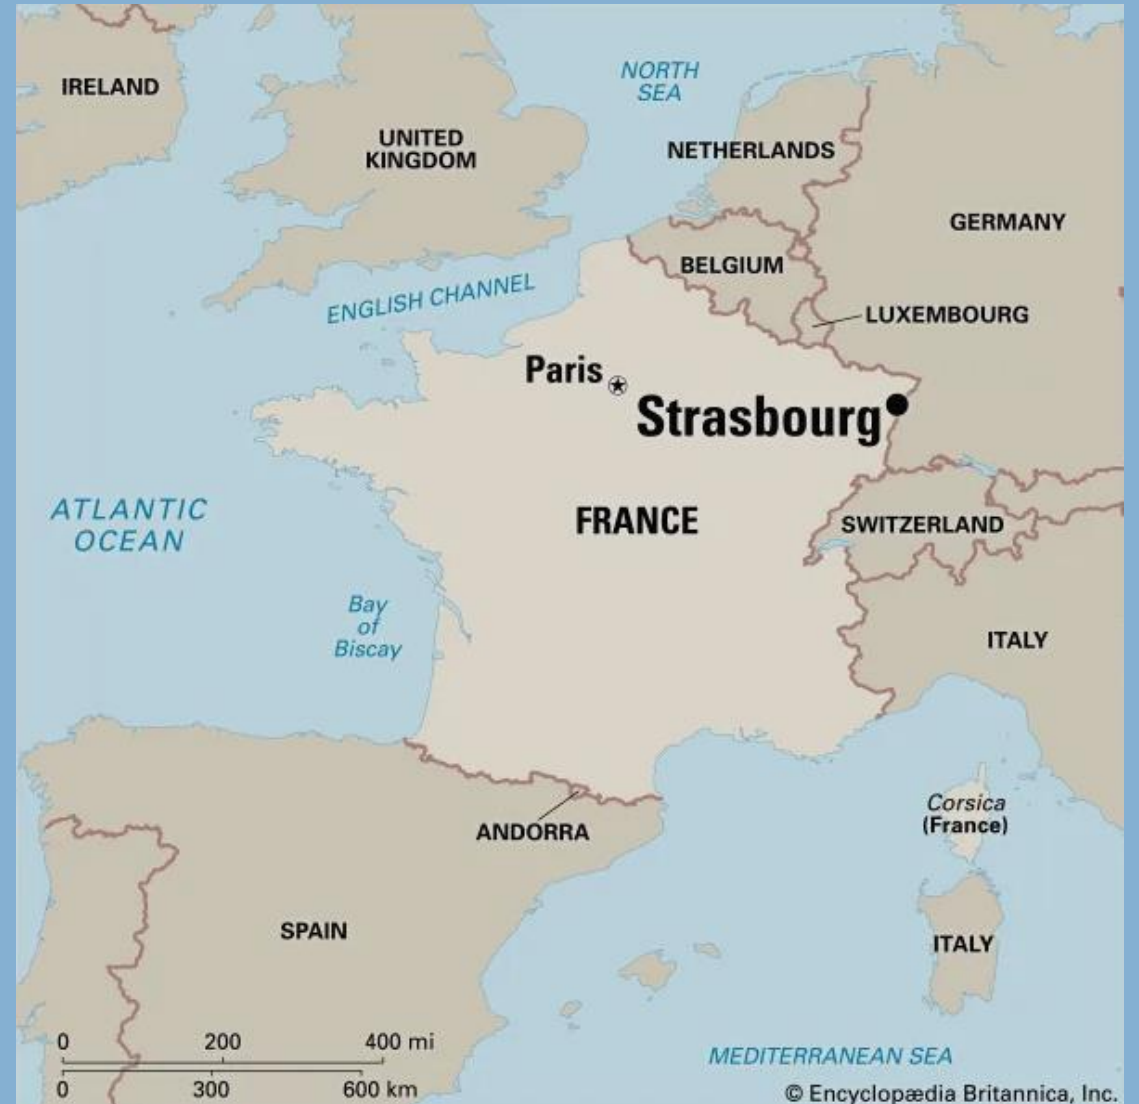 IRELAND
UNITED
KINGDOM
NORTH
SEA
NETHERLANDS
GERMANY
BELGIUM
ENGLISH CHANNEL
LUXEMBOURG
Paris
Strasbourg
ATLANTIC
OCEAN
FRANCE
SWITZERLAND
Bay
of
Biscay
ITALY
Corsica
(France)
ANDORRA
SPAIN
ITALY
0 200 400 mi
0 300 600 km
MEDITERRANEAN SEA
© Encyclopædia Britannica, Inc.